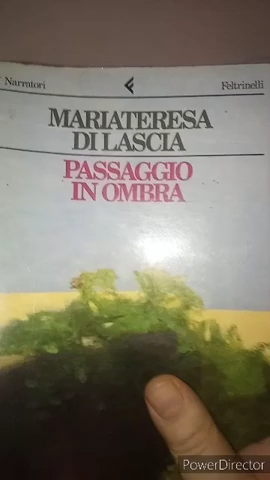 Narratori Feltrinelli
MARIATERESA
DI LASCIA
PASSAGGIO
IN OMBRA
PowerDirector